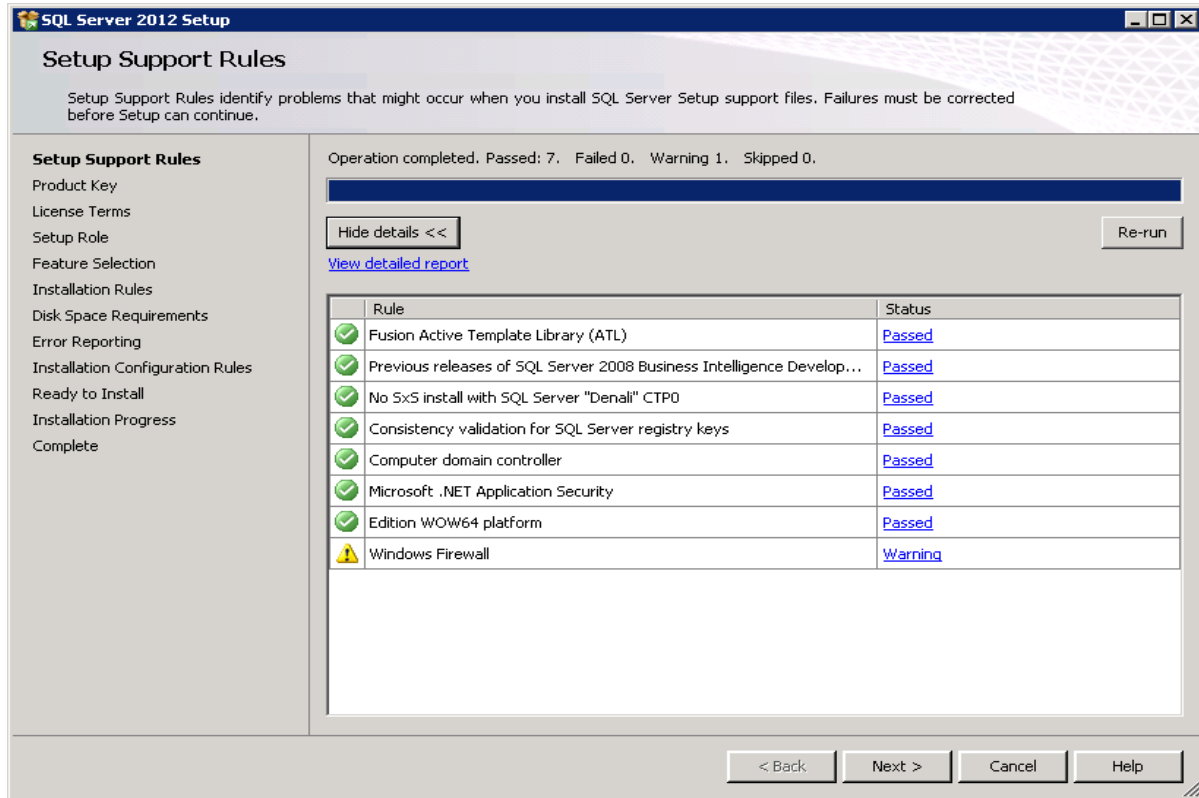 SQL Server 2012 Setup
Setup Support Rules
Setup Support Rules identify problems that might occur when you install SQL Server Setup support files. Failures must be corrected
before Setup can continue.
Setup Support Rules
Product Key
License Terms
Setup Role
Feature Selection
Installation Rules
Disk Space Requirements
Error Reporting
Installation Configuration Rules
Ready to Install
Installation Progress
Complete
Operation completed. Passed: 7. Failed 0. Warning 1. Skipped 0.
Hide details <<
Re-run
View detailed report
Rule Status
Fusion Active Template Library (ATL) Passed
Previous releases of SQL Server 2008 Business Intelligence Develop... Passed
No SxS install with SQL Server "Denali" CTP0 Passed
Consistency validation for SQL Server registry keys Passed
Computer domain controller Passed
Microsoft .NET Application Security Passed
Edition WOW64 platform Passed
Windows Firewall Warning
< Back Next > Cancel Help